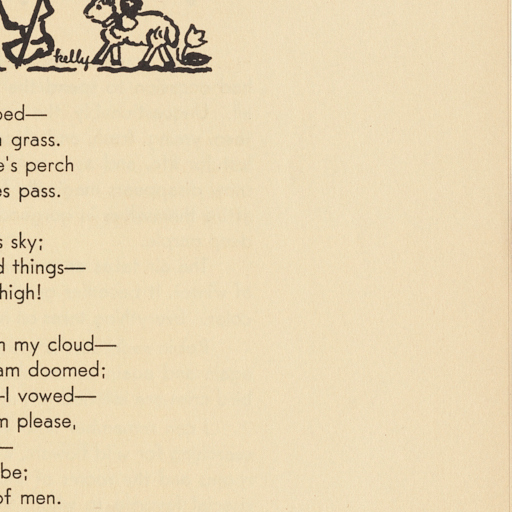 kelly
ped—
grass.
e's perch
es pass.
s sky;
d things—
high!
my cloud—
am doomed;
—I vowed—
please,
—
be;
of men.